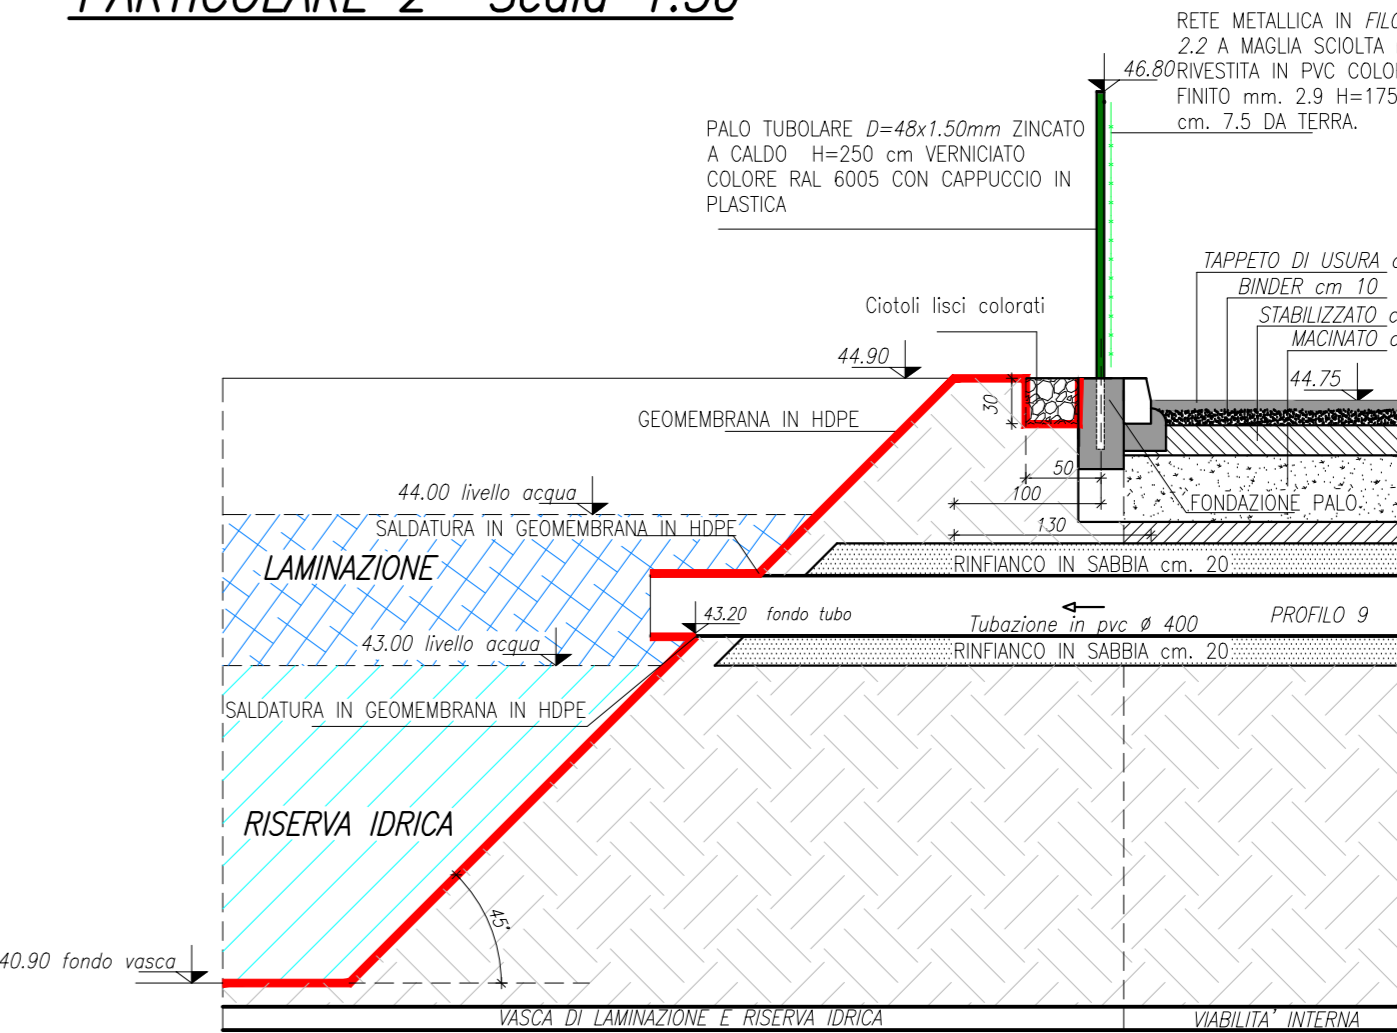 PARTICOLARE 2 Scala 1:50
RETE METALLICA IN
2.2 A MAGLIA SCIOLTA
RIVESTITA IN PVC
FINITO mm. 2.9 H=175
cm. 7.5 DA TERRA.
46.80
PALO TUBOLARE D=48x1.50mm ZINCATO
A CALDO H=250 cm VERNICIATO
COLORE RAL 6005 CON CAPPUCCIO IN
PLASTICA
TAPPETO DI USURA
BINDER cm 10
STABILIZZATO
MACINATO
Ciotoli lisci colorati
44.90
44.75
30
GEOMEMBRANA IN HDPE
50
44.00 livello acqua
100
FONDAZIONE PALO
SALDATURA IN GEOMEMBRANA IN HDPE
130
LAMINAZIONE
RINFIANCO IN SABBIA cm. 20
43.20 fondo tubo
Tubazione in pvc Ø 400
PROFILO 9
43.00 livello acqua
RINFIANCO IN SABBIA cm. 20
SALDATURA IN GEOMEMBRANA IN HDPE
RISERVA IDRICA
45°
40.90 fondo vasca
VASCA DI LAMINAZIONE E RISERVA IDRICA
VIABILITA' INTERNA